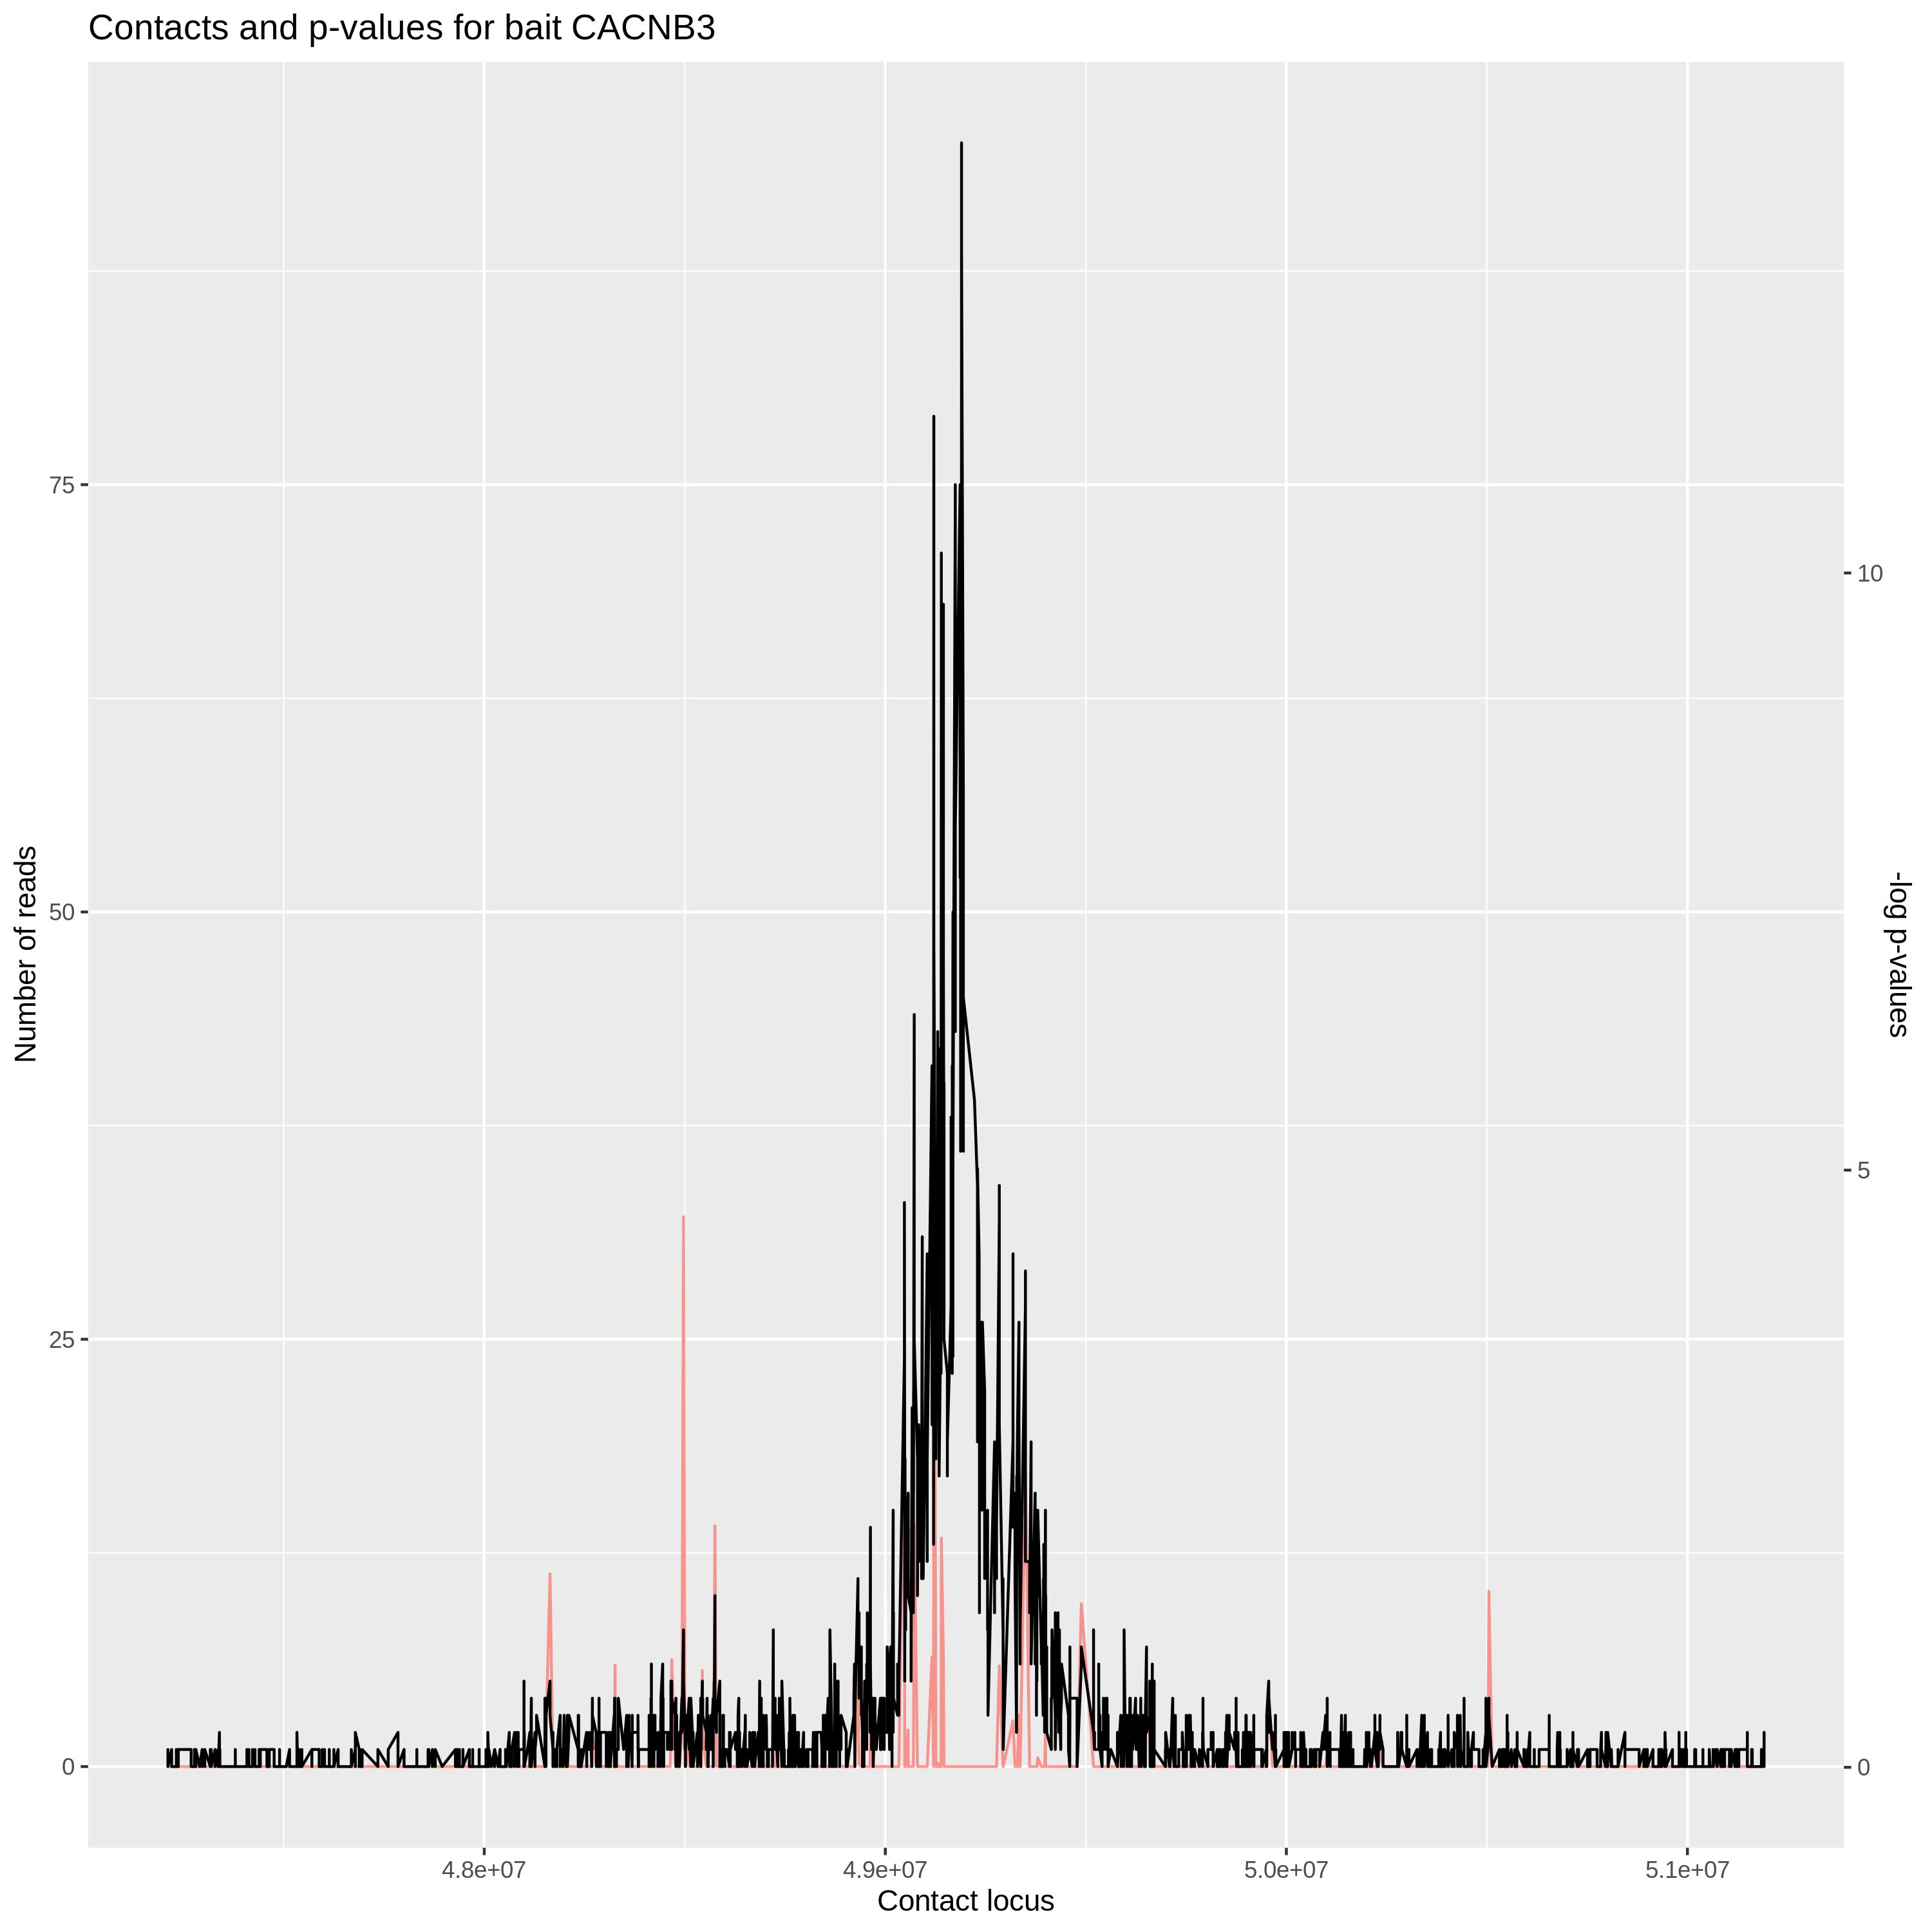 Contacts and p-values for bait CACNB3
Number of reads
75
50
25
0
10
5
0
-log p-values
4.8e+07 4.9e+07 5.0e+07 5.1e+07
Contact locus